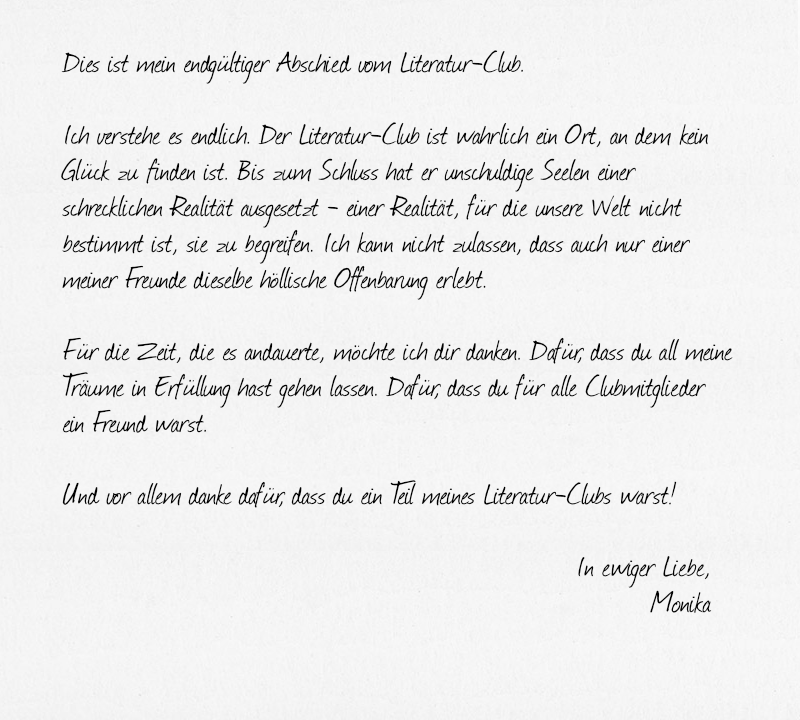 Dies ist mein endgültiger Abschied vom Literatur-Club.
Ich verstehe es endlich. Der Literatur-Club ist wahrlich ein Ort, an dem kein
Glück zu finden ist. Bis zum Schluss hat er unschuldige Seelen einer
schrecklichen Realität ausgesetzt - einer Realität, für die unsere Welt nicht
bestimmt ist, sie zu begreifen. Ich kann nicht zulassen, dass auch nur einer
meiner Freunde dieselbe höllische Offenbarung erlebt.
Für die Zeit, die es andauerte, möchte ich dir danken. Dafür, dass du all meine
Träume in Erfüllung hast gehen lassen. Dafür, dass du für alle Clubmitglieder
ein Freund warst.
Und vor allem danke dafür, dass du ein Teil meines Literatur-Clubs warst!
In ewiger Liebe,
Monika